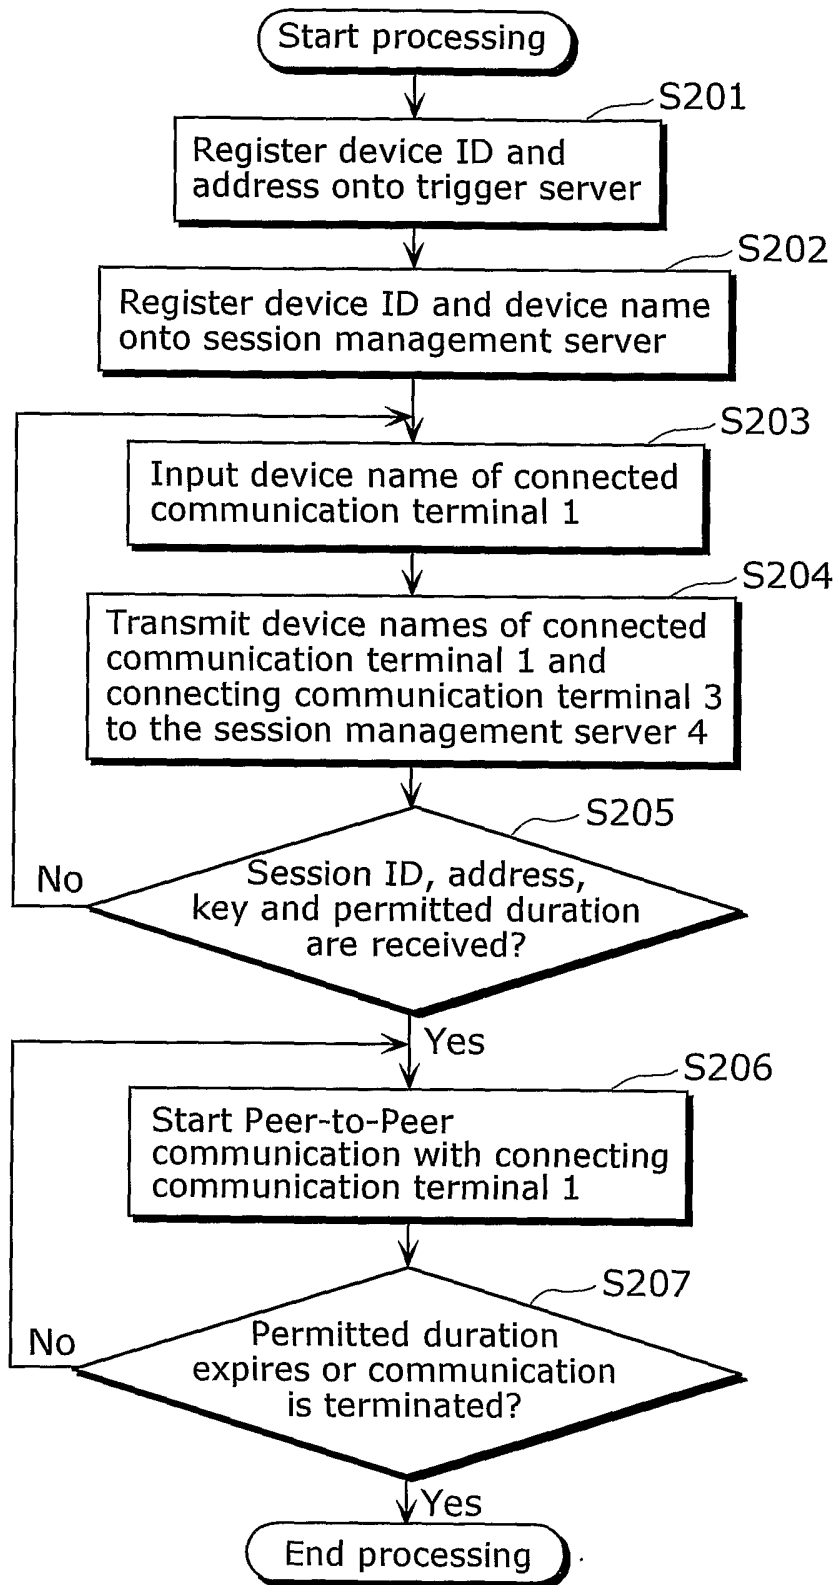 Start processing
S201
Register device ID and
address onto trigger server
S202
Register device ID and device name
onto session management server
S203
Input device name of connected
communication terminal 1
S204
Transmit device names of connected
communication terminal 1 and
connecting communication terminal 3
to the session management server 4
S205
No
Session ID, address,
key and permitted duration
are received?
Yes
S206
Start Peer-to-Peer
communication with connecting
communication terminal 1
S207
No
Permitted duration
expires or communication
is terminated?
Yes
End processing